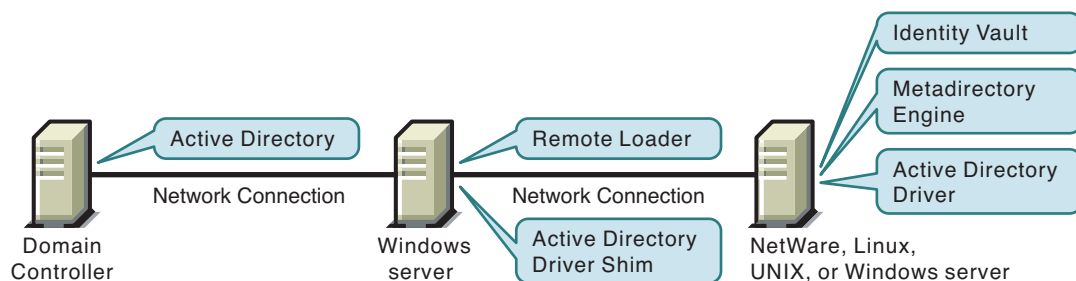 Identity Vault
Metadirectory
Engine
Active Directory
Remote Loader
Active Directory
Driver
Network Connection
Network Connection
Domain
Controller
Windows
server
Active Directory
Driver Shim
NetWare, Linux,
UNIX, or Windows server